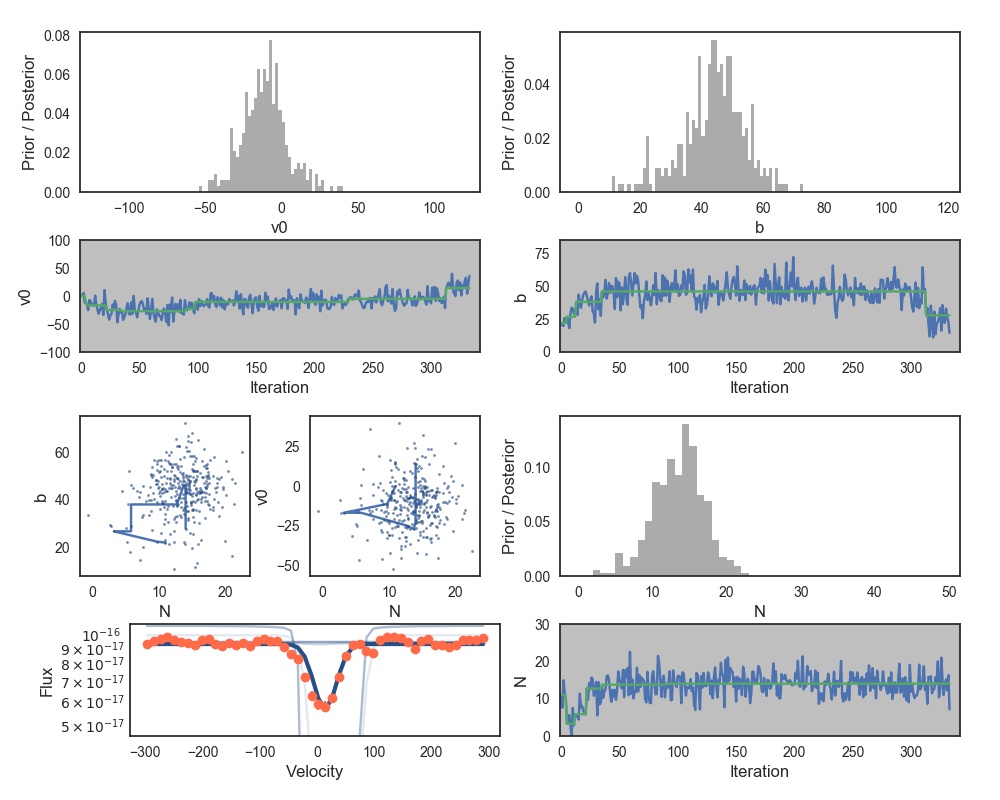 0.08
0.06
0.04
0.02
0.00
Prior / Posterior
−100 −50 0 50 100
v0
0.04
0.02
0.00
Prior / Posterior
0 20 40 60 80 100 120
b
100
50
0
−50
−100
v0
0 50 100 150 200 250 300
Iteration
75
50
25
0
b
0 50 100 150 200 250 300
Iteration
60
40
20
b
0 10 20
N
25
0
−25
−50
v0
0 10 20
N
0.10
0.05
0.00
Prior / Posterior
0 10 20 30 40 50
N
10^−16
9 × 10^−17
8 × 10^−17
7 × 10^−17
6 × 10^−17
5 × 10^−17
Flux
−300 −200 −100 0 100 200 300
Velocity
30
20
10
0
N
0 50 100 150 200 250 300
Iteration